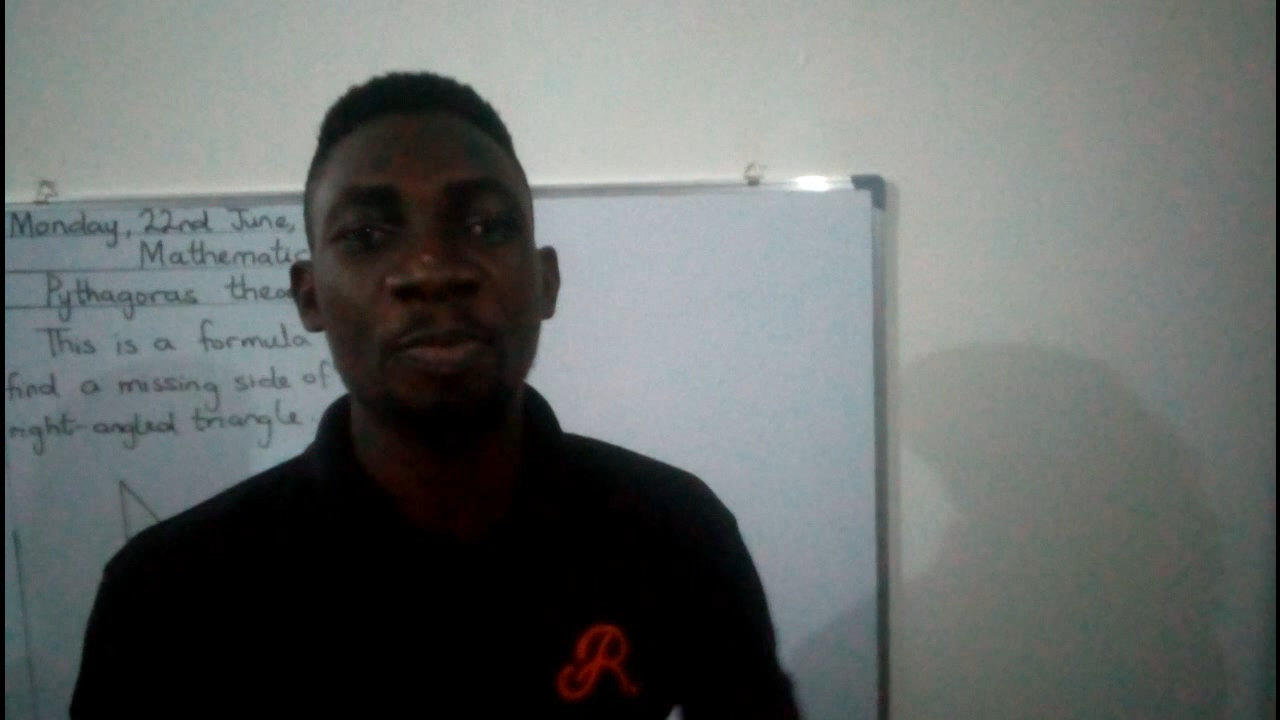 Monday, 22nd June,
Mathematic
Pythagoras theo
This is a formula
find a missing side of
right-angled triangle.
R